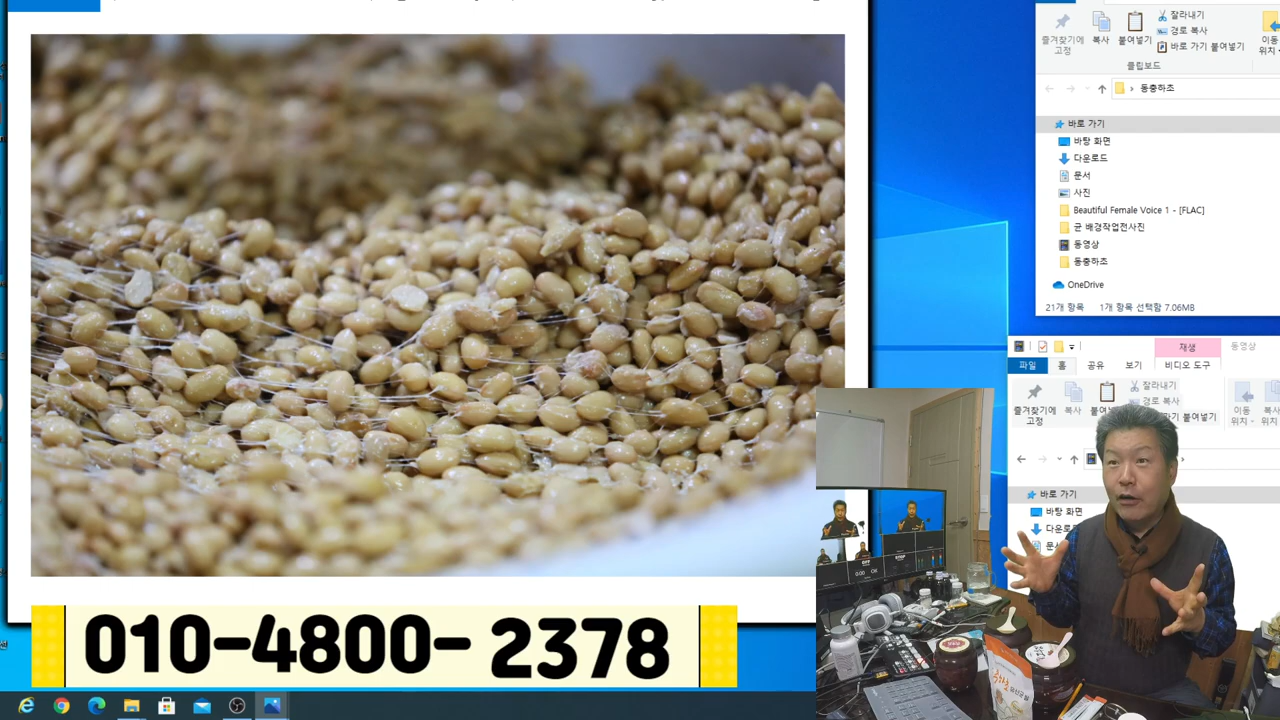 잘라내기
경로 복사
바로 가기 붙여넣기
즐겨찾기에
고정
복사
붙여넣기
이동
위치
클립보드
동충하초
바로 가기
바탕 화면
다운로드
문서
사진
Beautiful Female Voice 1 - [FLAC]
균 배경작업전사진
동영상
동충하초
OneDrive
21개 항목 1개 항목 선택함 7.06MB
재생
동영상
파일
홈
공유
보기
비디오 도구
잘라내기
경로 복사
붙여넣기
즐겨찾기에
고정
복사
이동
위치
바로 가기
바탕 화면
010-4800- 2378